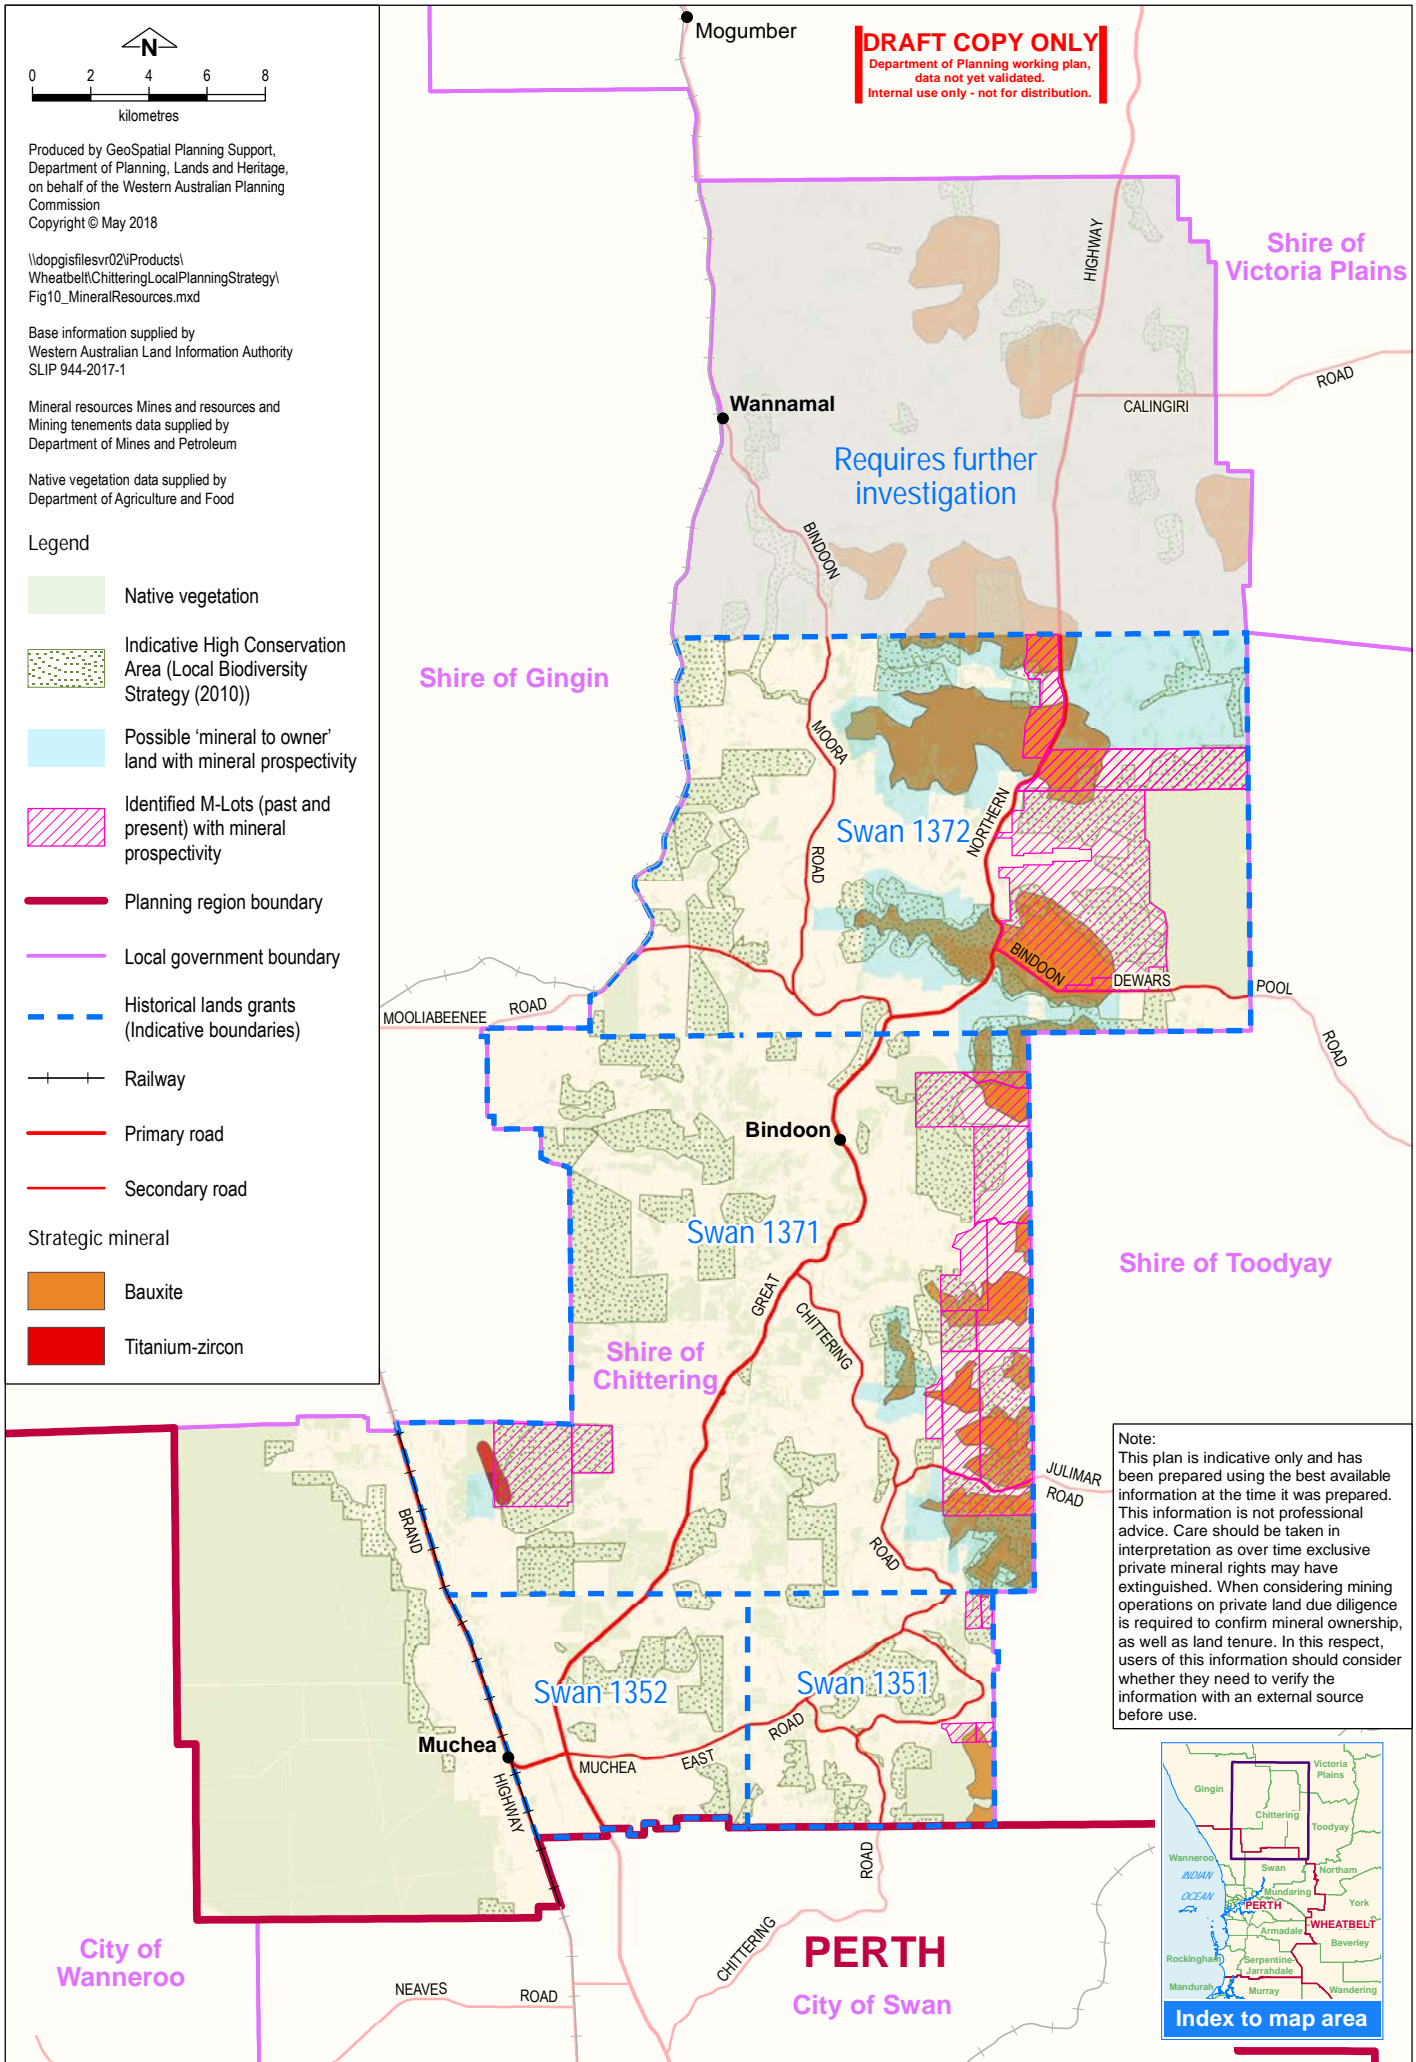 N
0 2 4 6 8
kilometres
Produced by GeoSpatial Planning Support,
Department of Planning, Lands and Heritage,
on behalf of the Western Australian Planning
Commission
Copyright © May 2018
\\dopgisfilesvr02\iProducts\
Wheatbelt\ChitteringLocalPlanningStrategy\
Fig10_MineralResources.mxd
Base information supplied by
Western Australian Land Information Authority
SLIP 944-2017-1
Mineral resources Mines and resources and
Mining tenements data supplied by
Department of Mines and Petroleum
Native vegetation data supplied by
Department of Agriculture and Food
Legend
Native vegetation
Indicative High Conservation
Area (Local Biodiversity
Strategy (2010))
Possible ‘mineral to owner’
land with mineral prospectivity
Identified M-Lots (past and
present) with mineral
prospectivity
Planning region boundary
Local government boundary
Historical lands grants
(Indicative boundaries)
Railway
Primary road
Secondary road
Strategic mineral
Bauxite
Titanium-zircon
DRAFT COPY ONLY
Department of Planning working plan,
data not yet validated.
Internal use only - not for distribution.
Mogumber
HIGHWAY
Shire of
Victoria Plains
ROAD
CALINGIRI
Wannamal
Requires further
investigation
BINDOON
Shire of Gingin
MOORA
Swan 1372
NORTHERN
ROAD
BINDOON
DEWARS
POOL
ROAD
MOOLIABEENEE
ROAD
Bindoon
Swan 1371
Shire of Toodyay
GREAT
CHITTERING
Shire of
Chittering
JULIMAR
ROAD
BRAND
ROAD
Swan 1352
Swan 1351
Muchea
MUCHEA
EAST
ROAD
HIGHWAY
ROAD
CHITTERING
City of
Wanneroo
NEAVES
ROAD
PERTH
City of Swan
Note:
This plan is indicative only and has
been prepared using the best available
information at the time it was prepared.
This information is not professional
advice. Care should be taken in
interpretation as over time exclusive
private mineral rights may have
extinguished. When considering mining
operations on private land due diligence
is required to confirm mineral ownership,
as well as land tenure. In this respect,
users of this information should consider
whether they need to verify the
information with an external source
before use.
Victoria
Plains
Gingin
Chittering
Toodyay
Wanneroo
Swan
Northam
INDIAN
OCEAN
Mundaring
PERTH
York
WHEATBELT
Armadale
Beverley
Rockingham
Serpentine-
Jarrahdale
Mandurah
Murray
Wandering
Index to map area